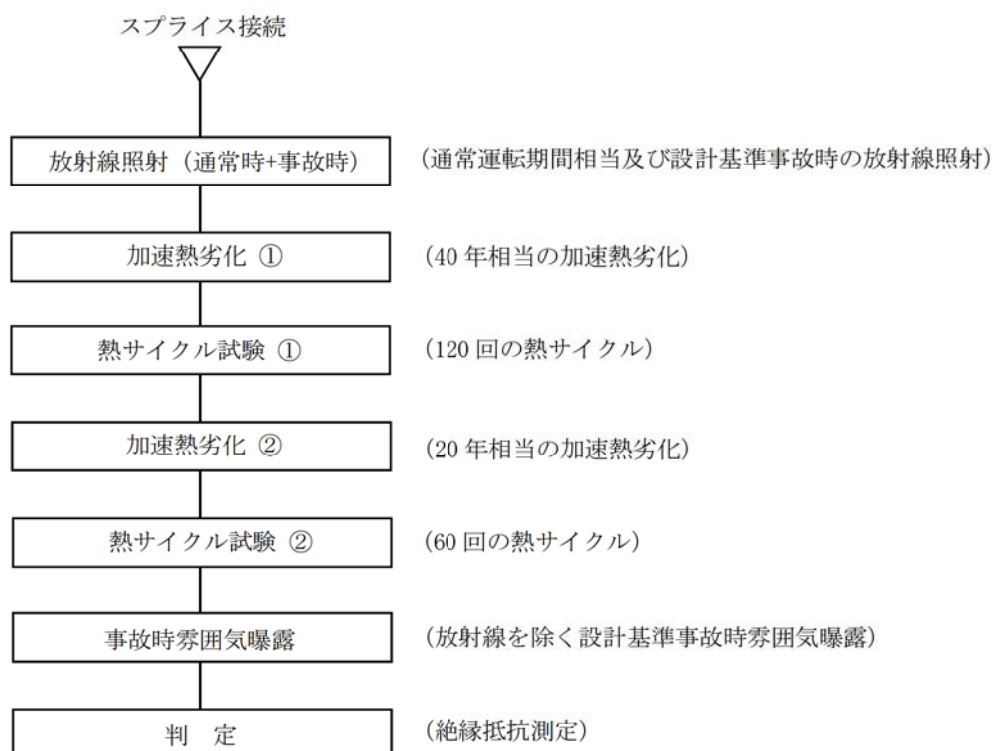 スプライス接続
放射線照射（通常時+事故時） (通常運転期間相当及び設計基準事故時の放射線照射)
加速熱劣化 ① (40 年相当の加速熱劣化)
熱サイクル試験 ① (120 回の熱サイクル)
加速熱劣化 ② (20 年相当の加速熱劣化)
熱サイクル試験 ② (60 回の熱サイクル)
事故時雰囲気曝露 (放射線を除く設計基準事故時雰囲気曝露)
判　定 (絶縁抵抗測定)